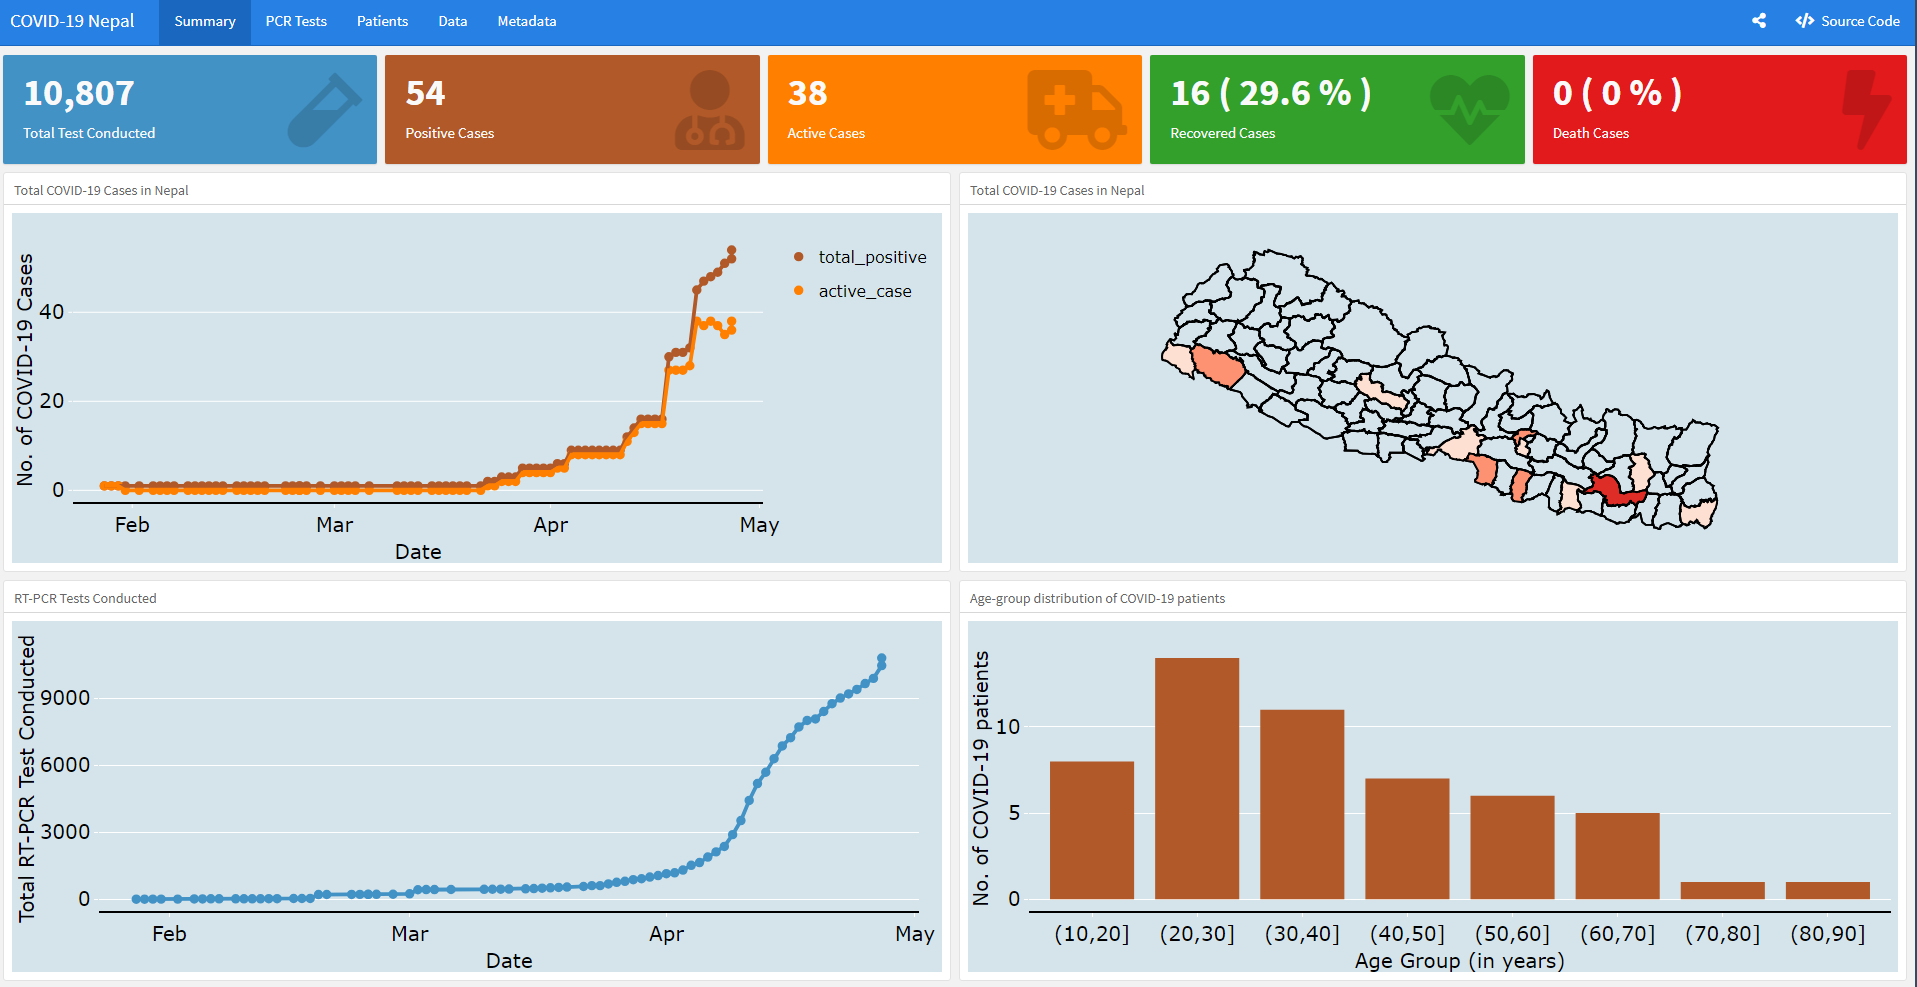 COVID-19 Nepal Summary PCR Tests Patients Data Metadata Source Code
10,807
Total Test Conducted
54
Positive Cases
38
Active Cases
16 ( 29.6 % )
Recovered Cases
0 ( 0 % )
Death Cases
Total COVID-19 Cases in Nepal
No. of COVID-19 Cases
40
20
0
Feb Mar Apr May
Date
total_positive
active_case
Total COVID-19 Cases in Nepal
RT-PCR Tests Conducted
Total RT-PCR Test Conducted
9000
6000
3000
0
Feb Mar Apr May
Date
Age-group distribution of COVID-19 patients
No. of COVID-19 patients
10
5
0
(10,20] (20,30] (30,40] (40,50] (50,60] (60,70] (70,80] (80,90]
Age Group (in years)